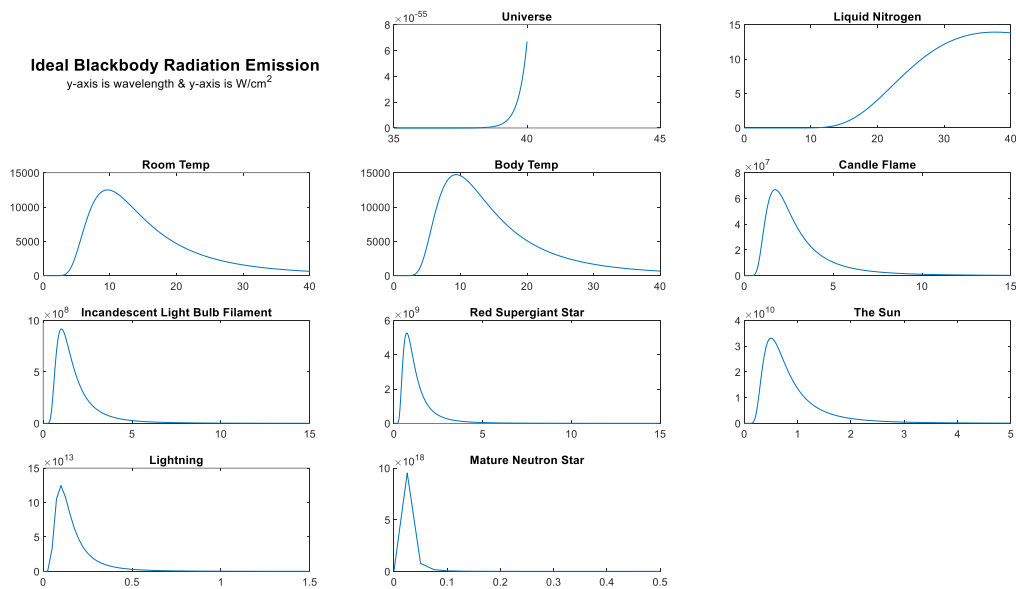 Ideal Blackbody Radiation Emission
y-axis is wavelength & y-axis is W/cm²
Universe
×10⁻⁵⁵
8
6
4
2
0
35 40 45
Liquid Nitrogen
15
10
5
0
0 10 20 30 40
Room Temp
15000
10000
5000
0
0 10 20 30 40
Body Temp
15000
10000
5000
0
0 10 20 30 40
Candle Flame
×10⁷
8
6
4
2
0
0 5 10 15
Incandescent Light Bulb Filament
×10⁸
10
5
0
0 5 10 15
Red Supergiant Star
×10⁹
6
4
2
0
0 5 10 15
The Sun
×10¹⁰
4
3
2
1
0
0 1 2 3 4 5
Lightning
×10¹³
15
10
5
0
0 0.5 1 1.5
Mature Neutron Star
×10¹⁸
10
5
0
0 0.1 0.2 0.3 0.4 0.5